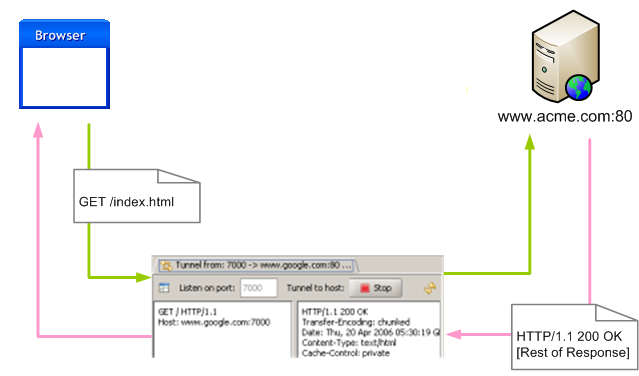 Browser
www.acme.com:80
GET /index.html
Tunnel from: 7000 -> www.google.com:80 ...
Listen on port: 7000 Tunnel to host: Stop
GET / HTTP/1.1
Host: www.google.com:7000
HTTP/1.1 200 OK
Transfer-Encoding: chunked
Date: Thu, 20 Apr 2006 05:30:19 G
Content-Type: text/html
Cache-Control: private
HTTP/1.1 200 OK
[Rest of Response]